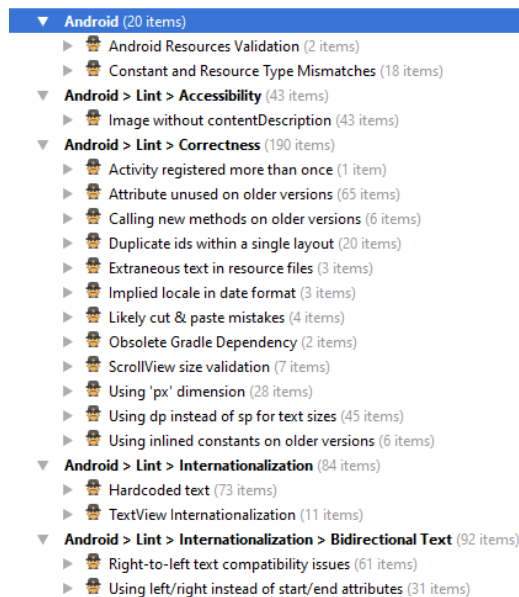 Android (20 items)
Android Resources Validation (2 items)
Constant and Resource Type Mismatches (18 items)
Android > Lint > Accessibility (43 items)
Image without contentDescription (43 items)
Android > Lint > Correctness (190 items)
Activity registered more than once (1 item)
Attribute unused on older versions (65 items)
Calling new methods on older versions (6 items)
Duplicate ids within a single layout (20 items)
Extraneous text in resource files (3 items)
Implied locale in date format (3 items)
Likely cut & paste mistakes (4 items)
Obsolete Gradle Dependency (2 items)
ScrollView size validation (7 items)
Using 'px' dimension (28 items)
Using dp instead of sp for text sizes (45 items)
Using inlined constants on older versions (6 items)
Android > Lint > Internationalization (84 items)
Hardcoded text (73 items)
TextView Internationalization (11 items)
Android > Lint > Internationalization > Bidirectional Text (92 items)
Right-to-left text compatibility issues (61 items)
Using left/right instead of start/end attributes (31 items)